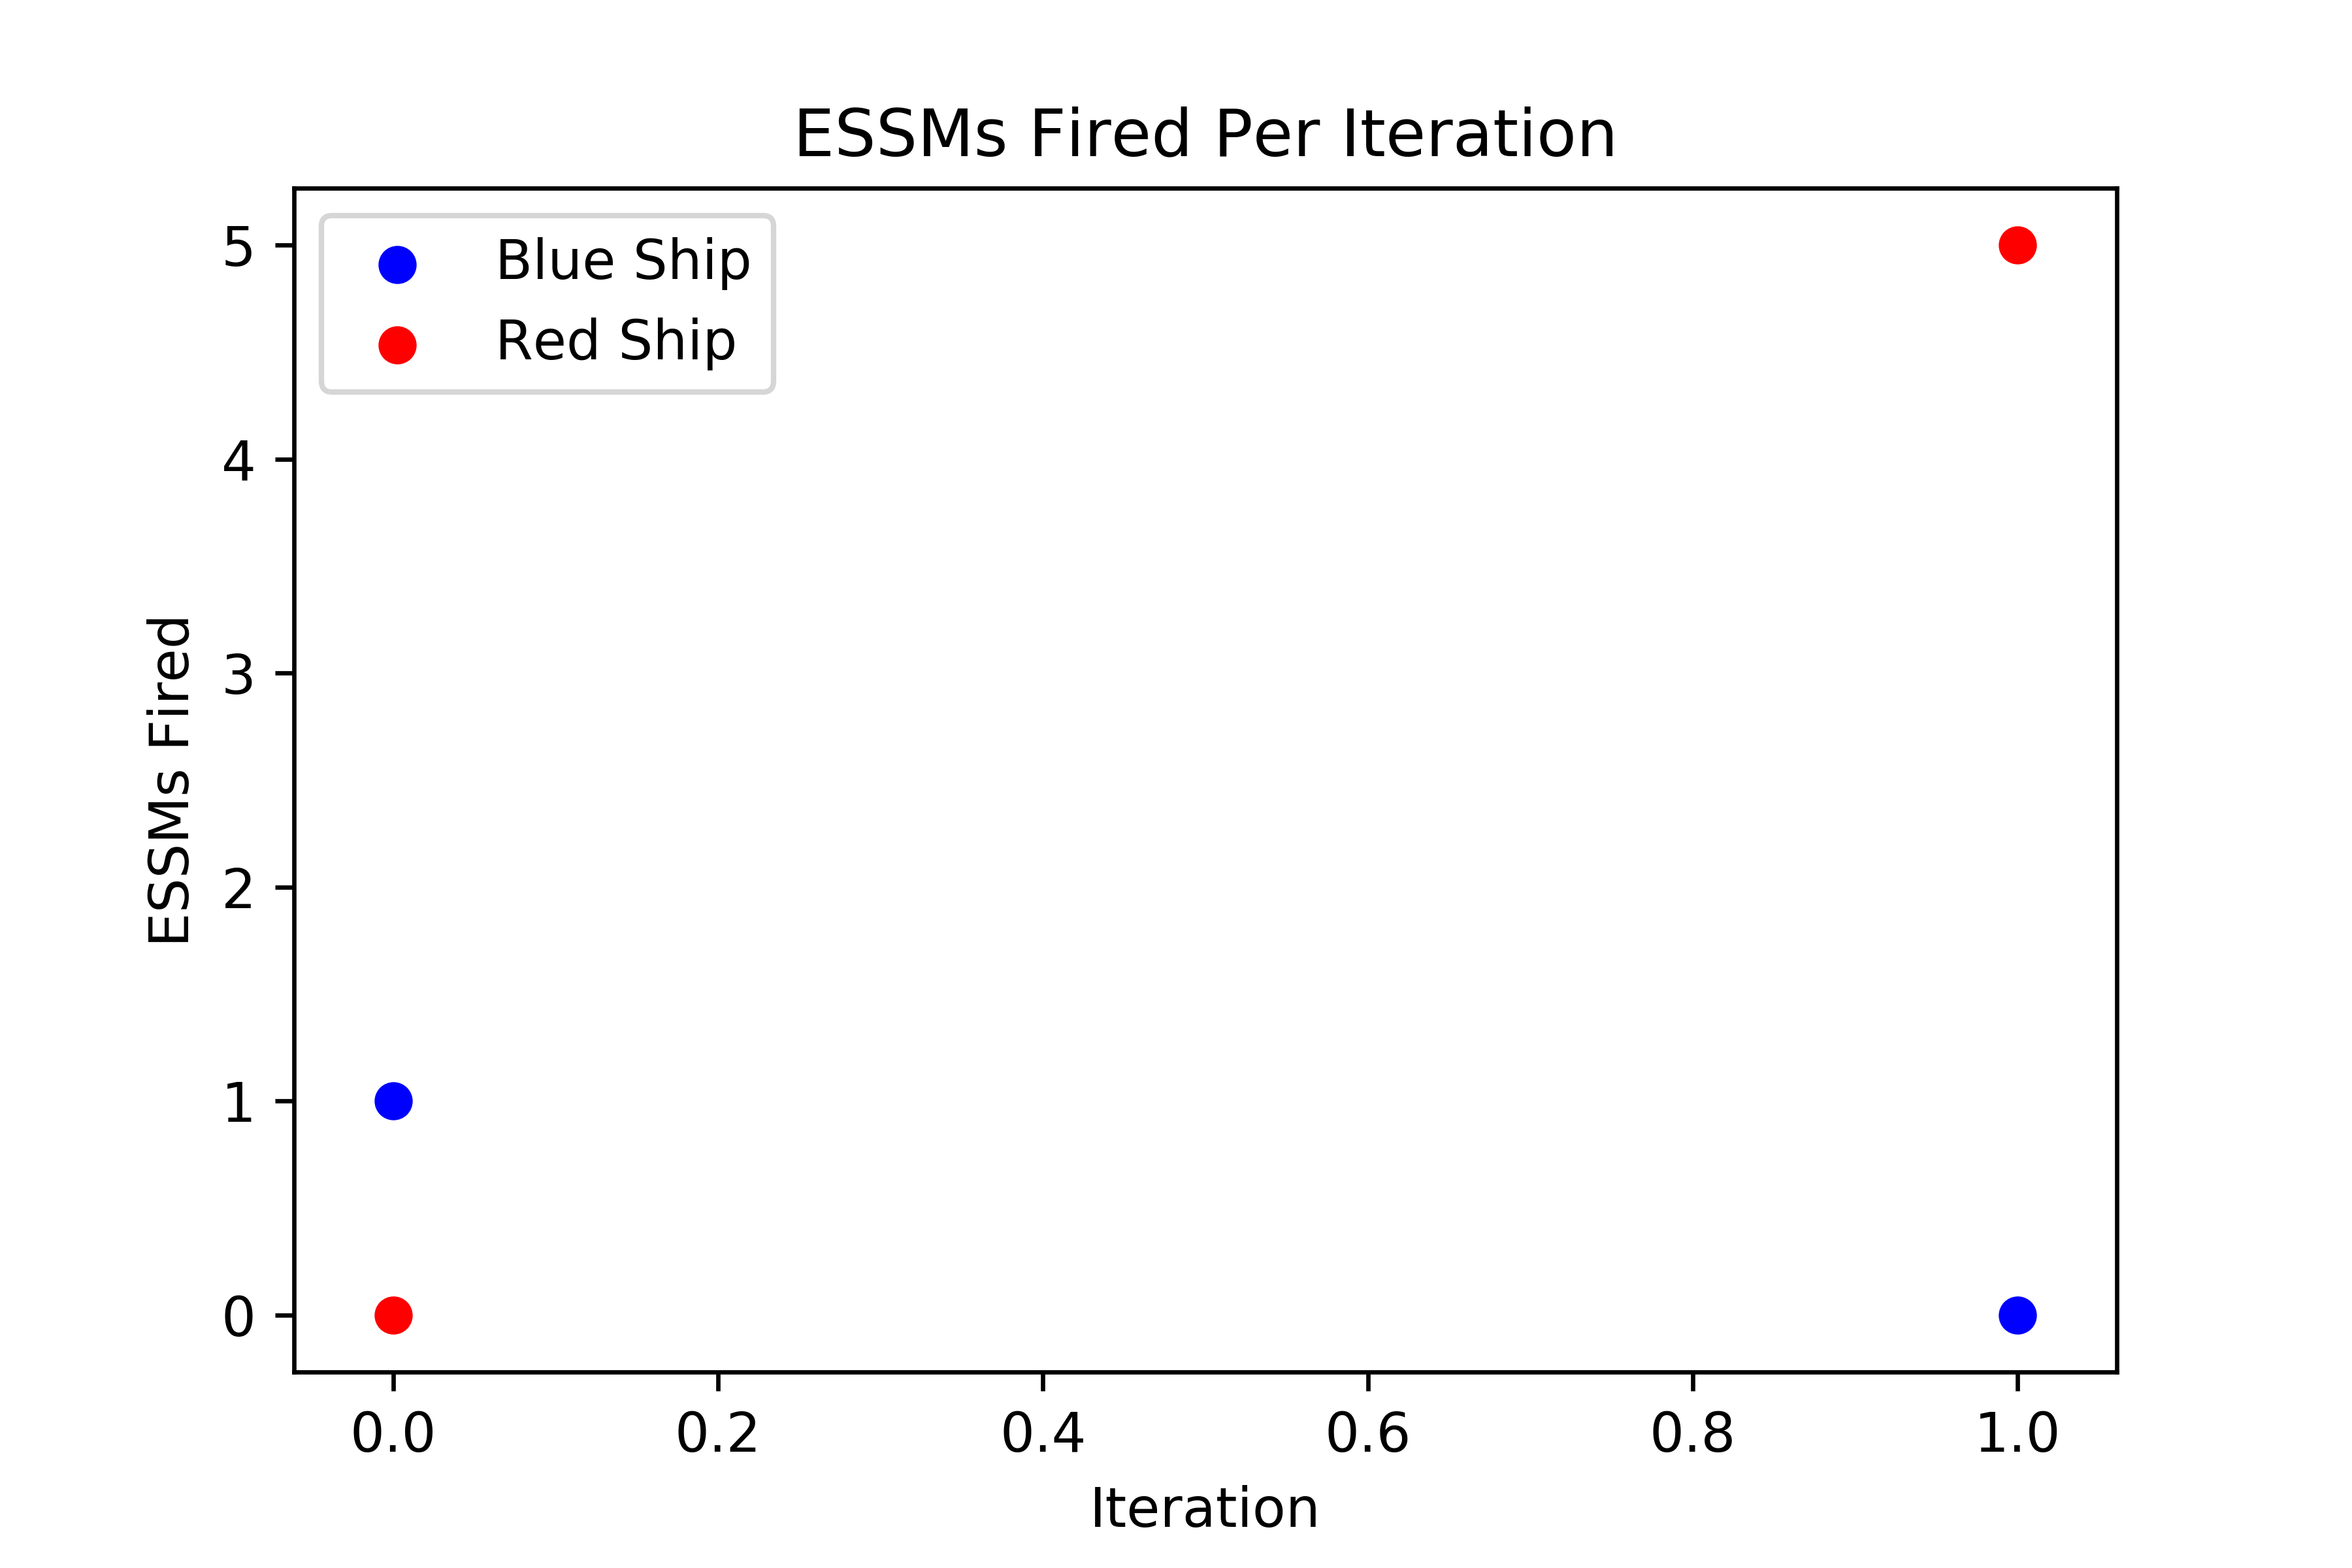 ESSMs Fired Per Iteration
Blue Ship
Red Ship
ESSMs Fired
5
4
3
2
1
0
0.0 0.2 0.4 0.6 0.8 1.0
Iteration